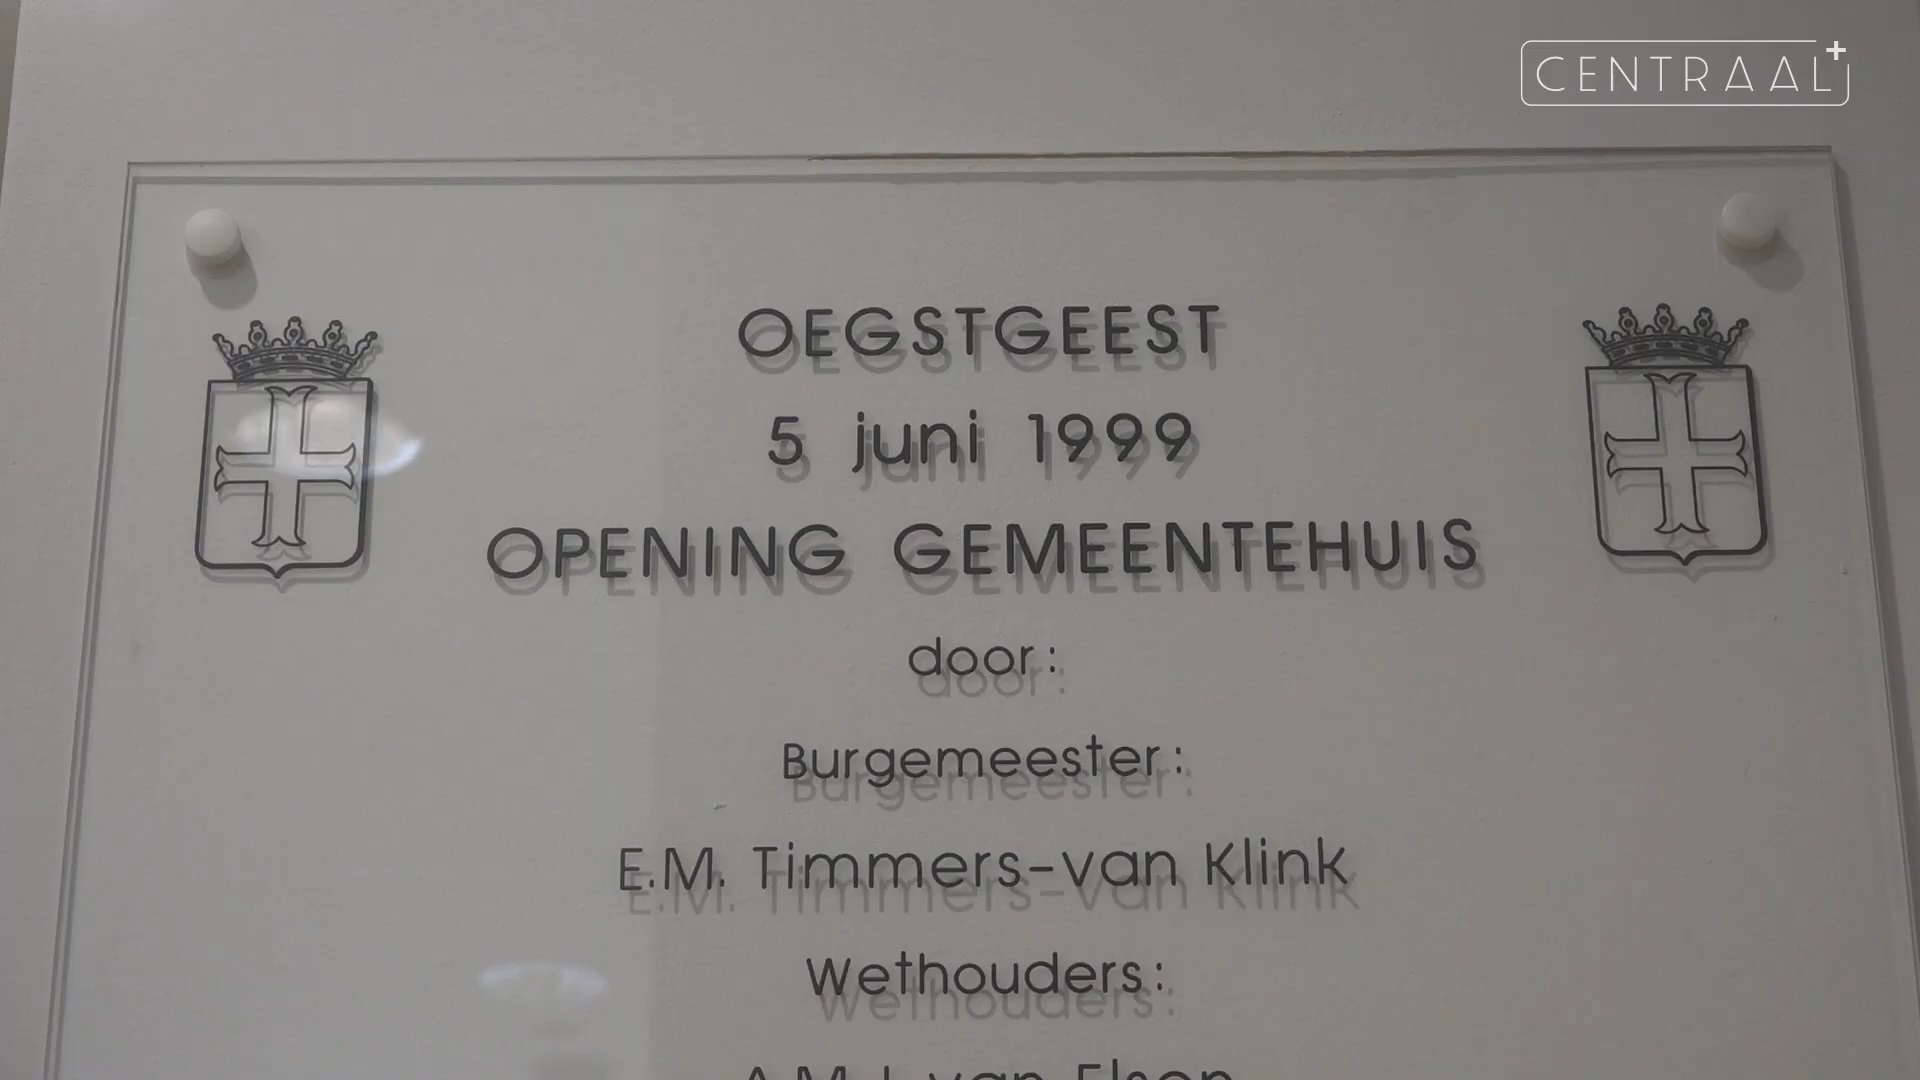 CENTRAAL+
OEGSTGEEST
5 juni 1999
OPENING GEMEENTEHUIS
door:
Burgemeester:
E.M. Timmers-van Klink
Wethouders: